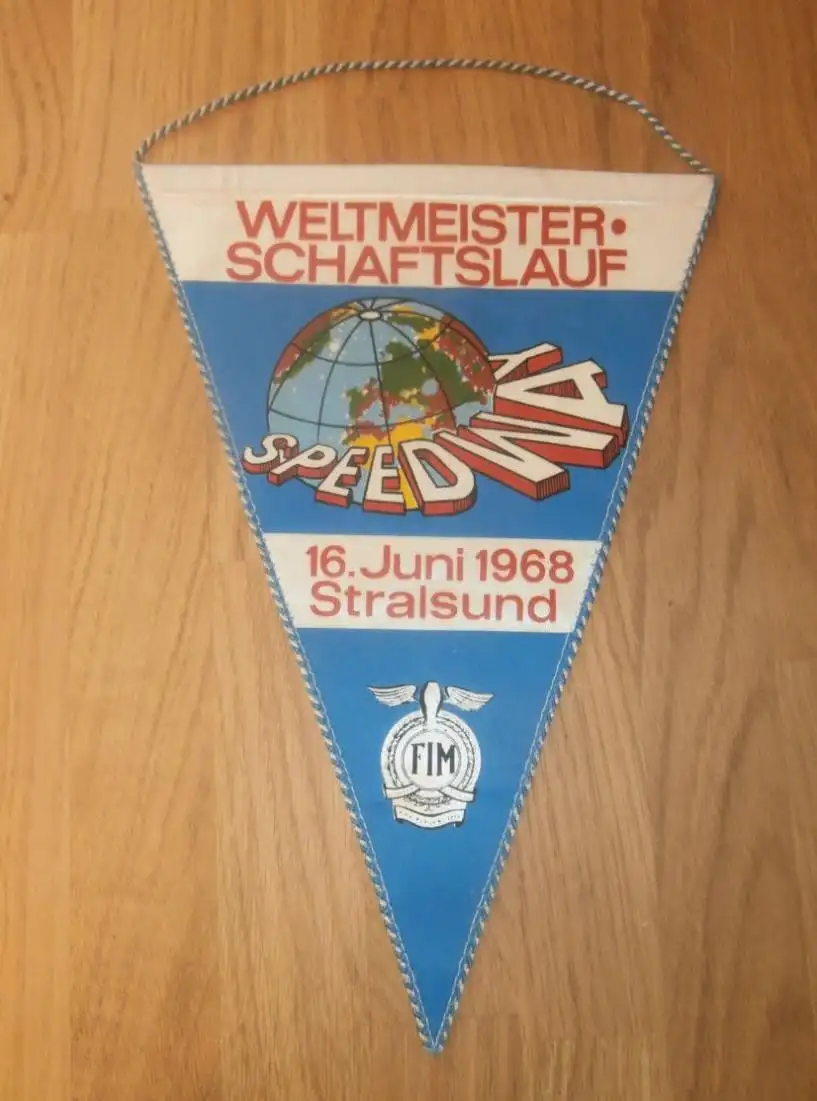 WELTMEISTER•
SCHAFTSLAUF
SPEEDWAY
16. Juni 1968
Stralsund
FIM